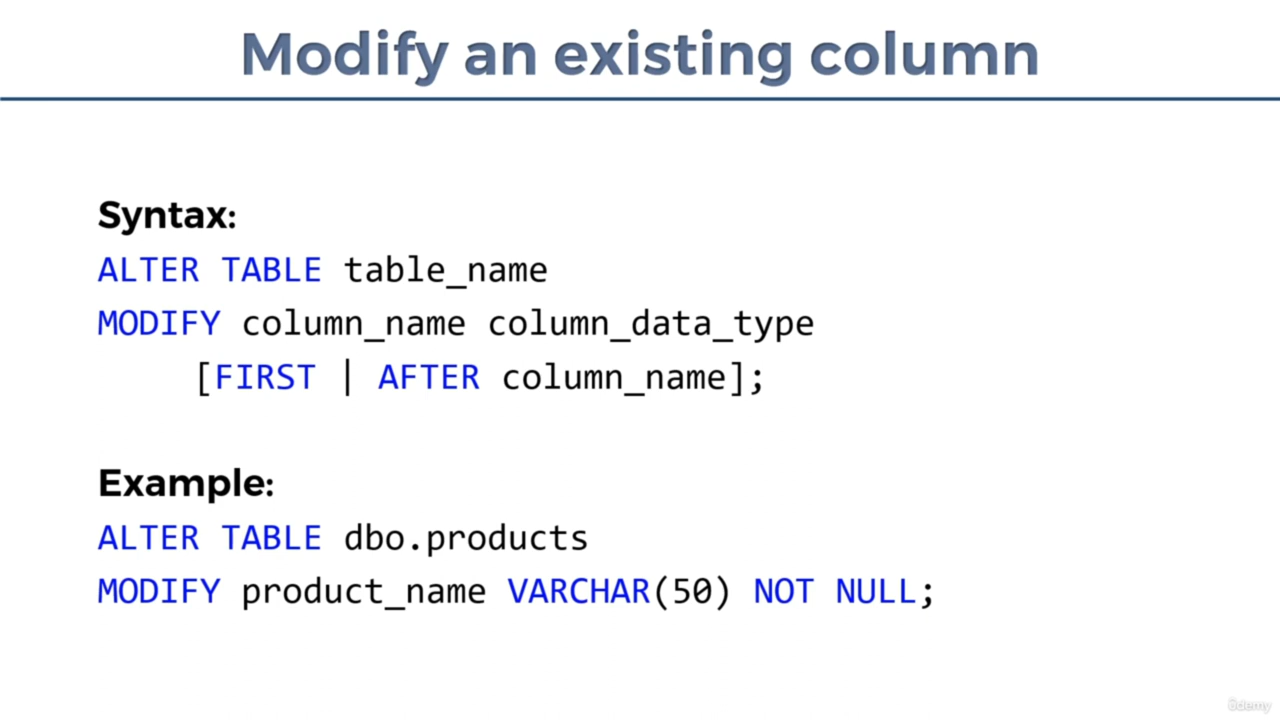 Modify an existing column
Syntax:
ALTER TABLE table_name
MODIFY column_name column_data_type
[FIRST | AFTER column_name];
Example:
ALTER TABLE dbo.products
MODIFY product_name VARCHAR(50) NOT NULL;
ûdemy